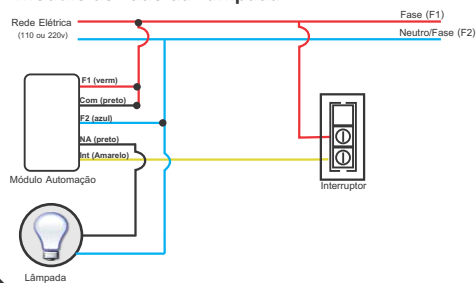 Rede Elétrica
(110 ou 220v)
Fase (F1)
Neutro/Fase (F2)
F1 (verm)
Com (preto)
F2 (azul)
NA (preto)
Int (Amarelo)
Módulo Automação
Interruptor
Lâmpada